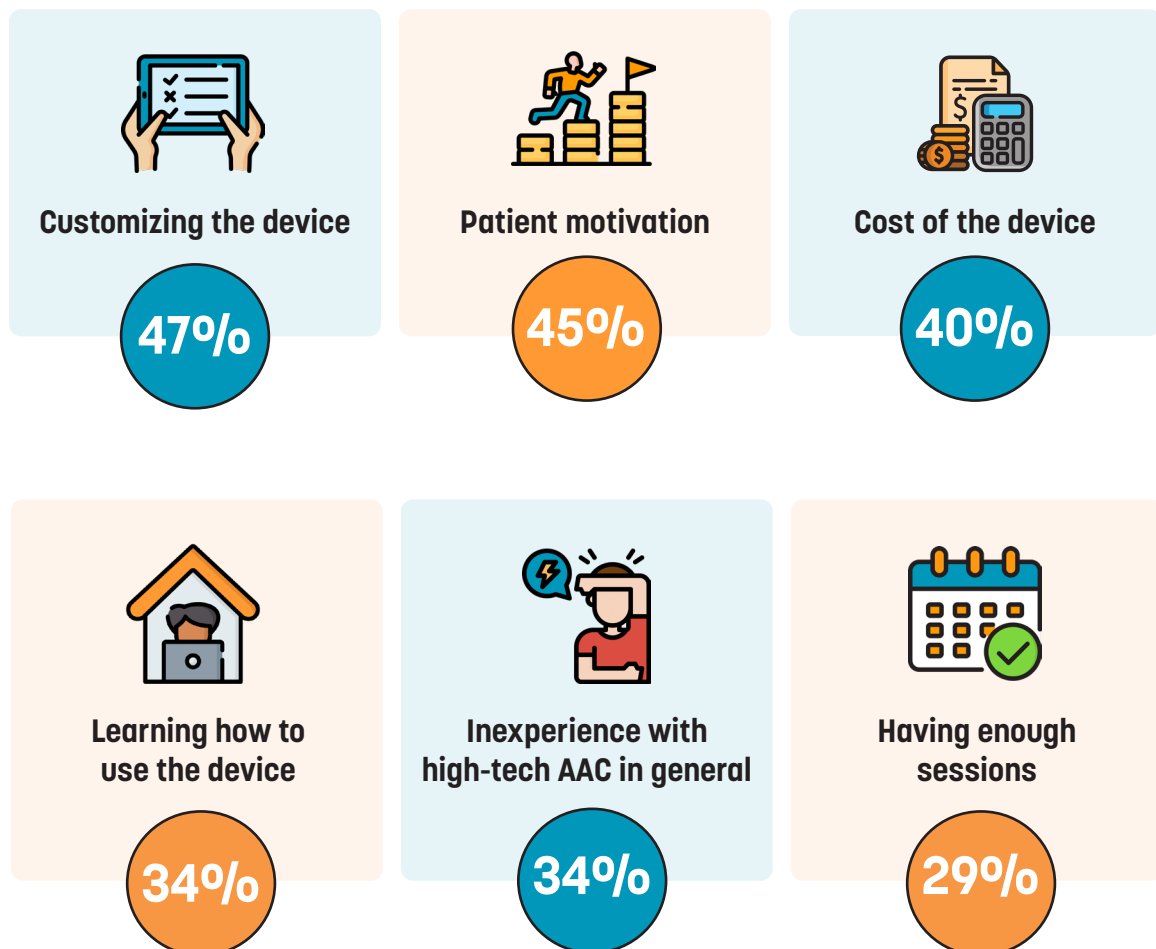 Customizing the device
47%
Patient motivation
45%
$
$
Cost of the device
40%
Learning how to
use the device
34%
Inexperience with
high-tech AAC in general
34%
Having enough
sessions
29%